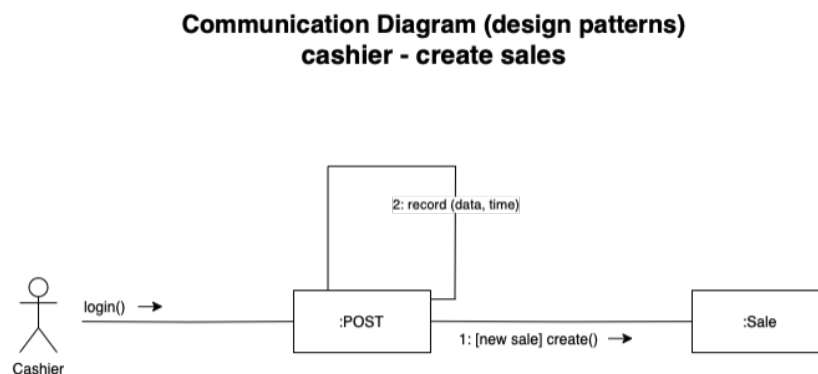 Communication Diagram (design patterns)
cashier - create sales
2: record (data, time)
login()
:POST
:Sale
1: [new sale] create()
Cashier